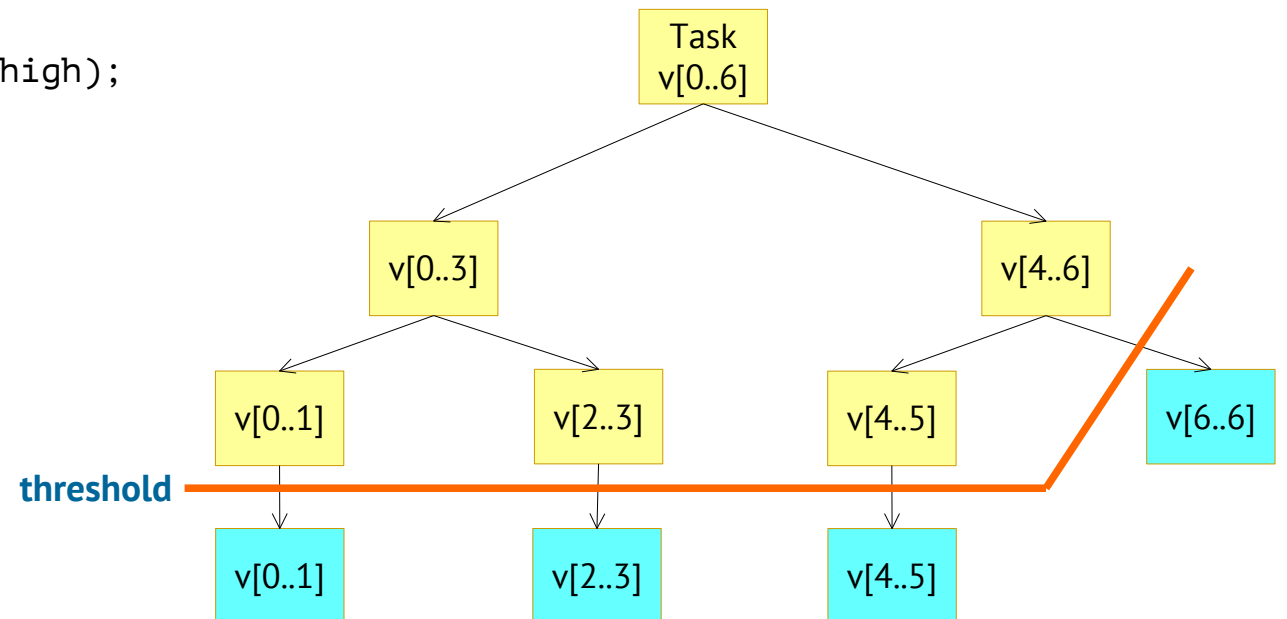 Task
v[0..6]
high);
v[0..3]
v[4..6]
v[0..1]
v[2..3]
v[4..5]
v[6..6]
threshold
v[0..1]
v[2..3]
v[4..5]